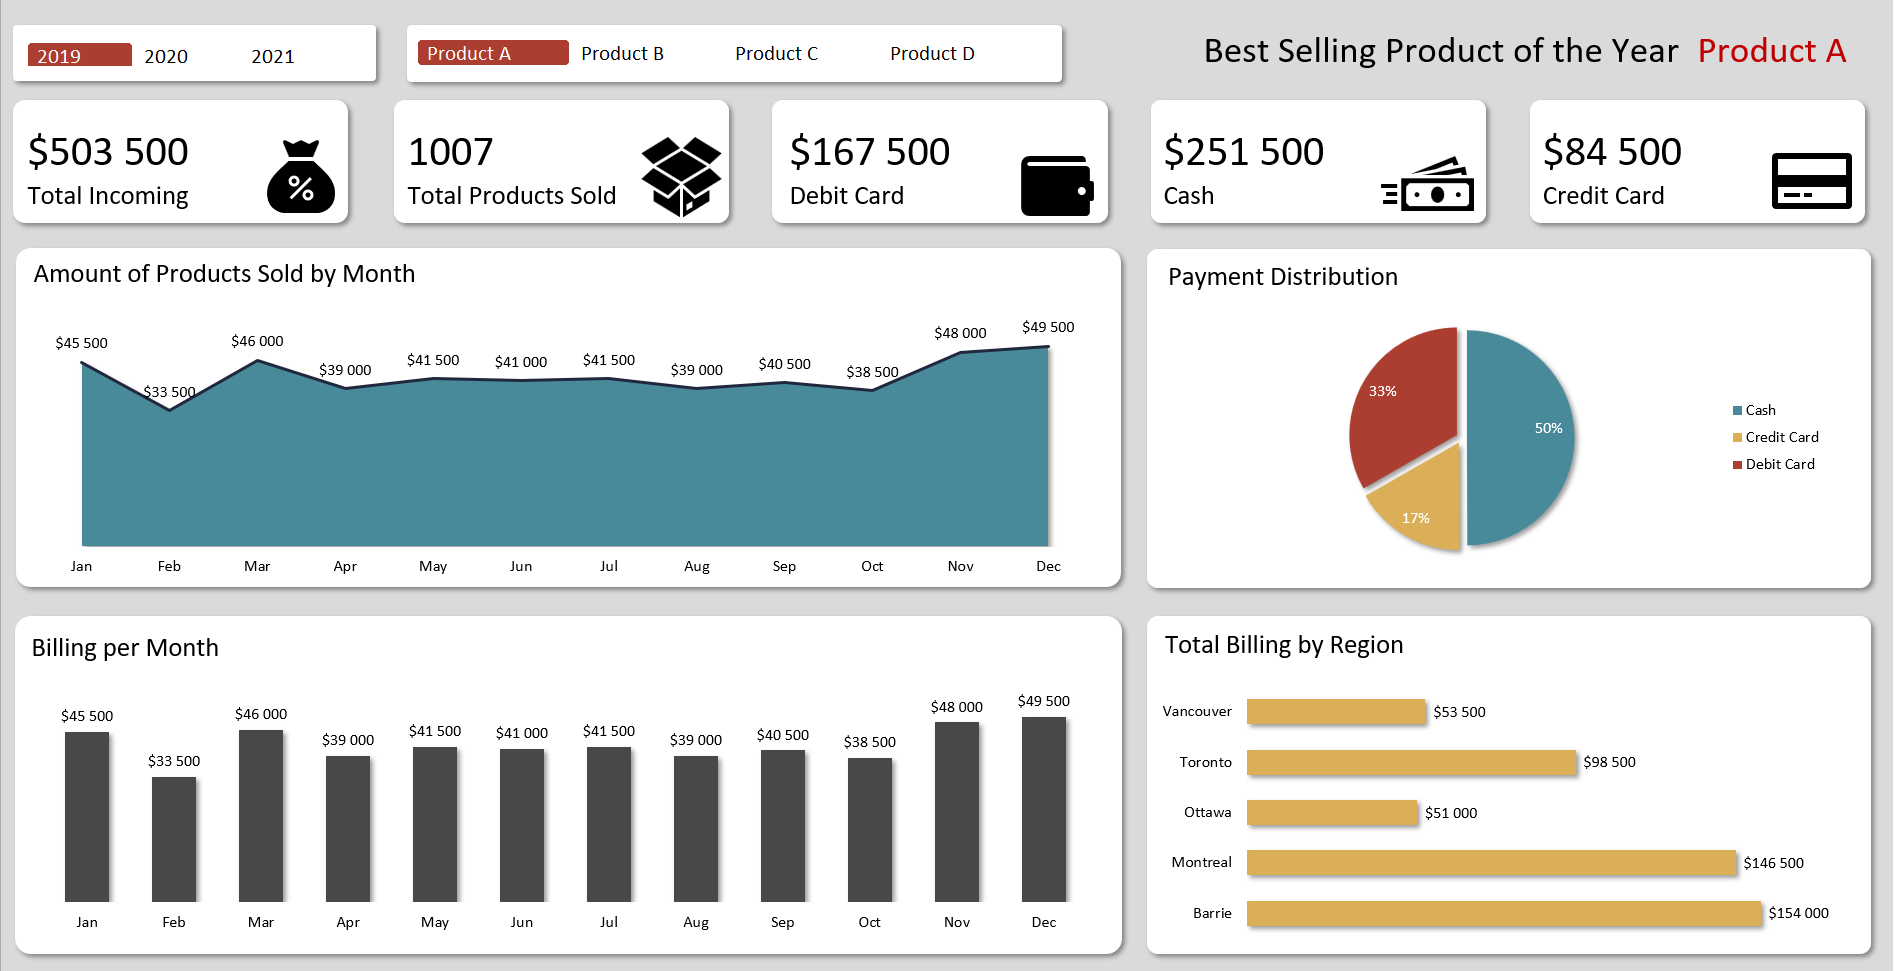 2019 2020 2021
Product A Product B Product C Product D
Best Selling Product of the Year Product A
$503 500
Total Incoming
%
1007
Total Products Sold
$167 500
Debit Card
$251 500
Cash
$84 500
Credit Card
Amount of Products Sold by Month
$45 500 $33 500 $46 000 $39 000 $41 500 $41 000 $41 500 $39 000 $40 500 $38 500 $48 000 $49 500
Jan Feb Mar Apr May Jun Jul Aug Sep Oct Nov Dec
Payment Distribution
33%
50%
17%
Cash
Credit Card
Debit Card
Billing per Month
$45 500 $33 500 $46 000 $39 000 $41 500 $41 000 $41 500 $39 000 $40 500 $38 500 $48 000 $49 500
Jan Feb Mar Apr May Jun Jul Aug Sep Oct Nov Dec
Total Billing by Region
Vancouver $53 500
Toronto $98 500
Ottawa $51 000
Montreal $146 500
Barrie $154 000